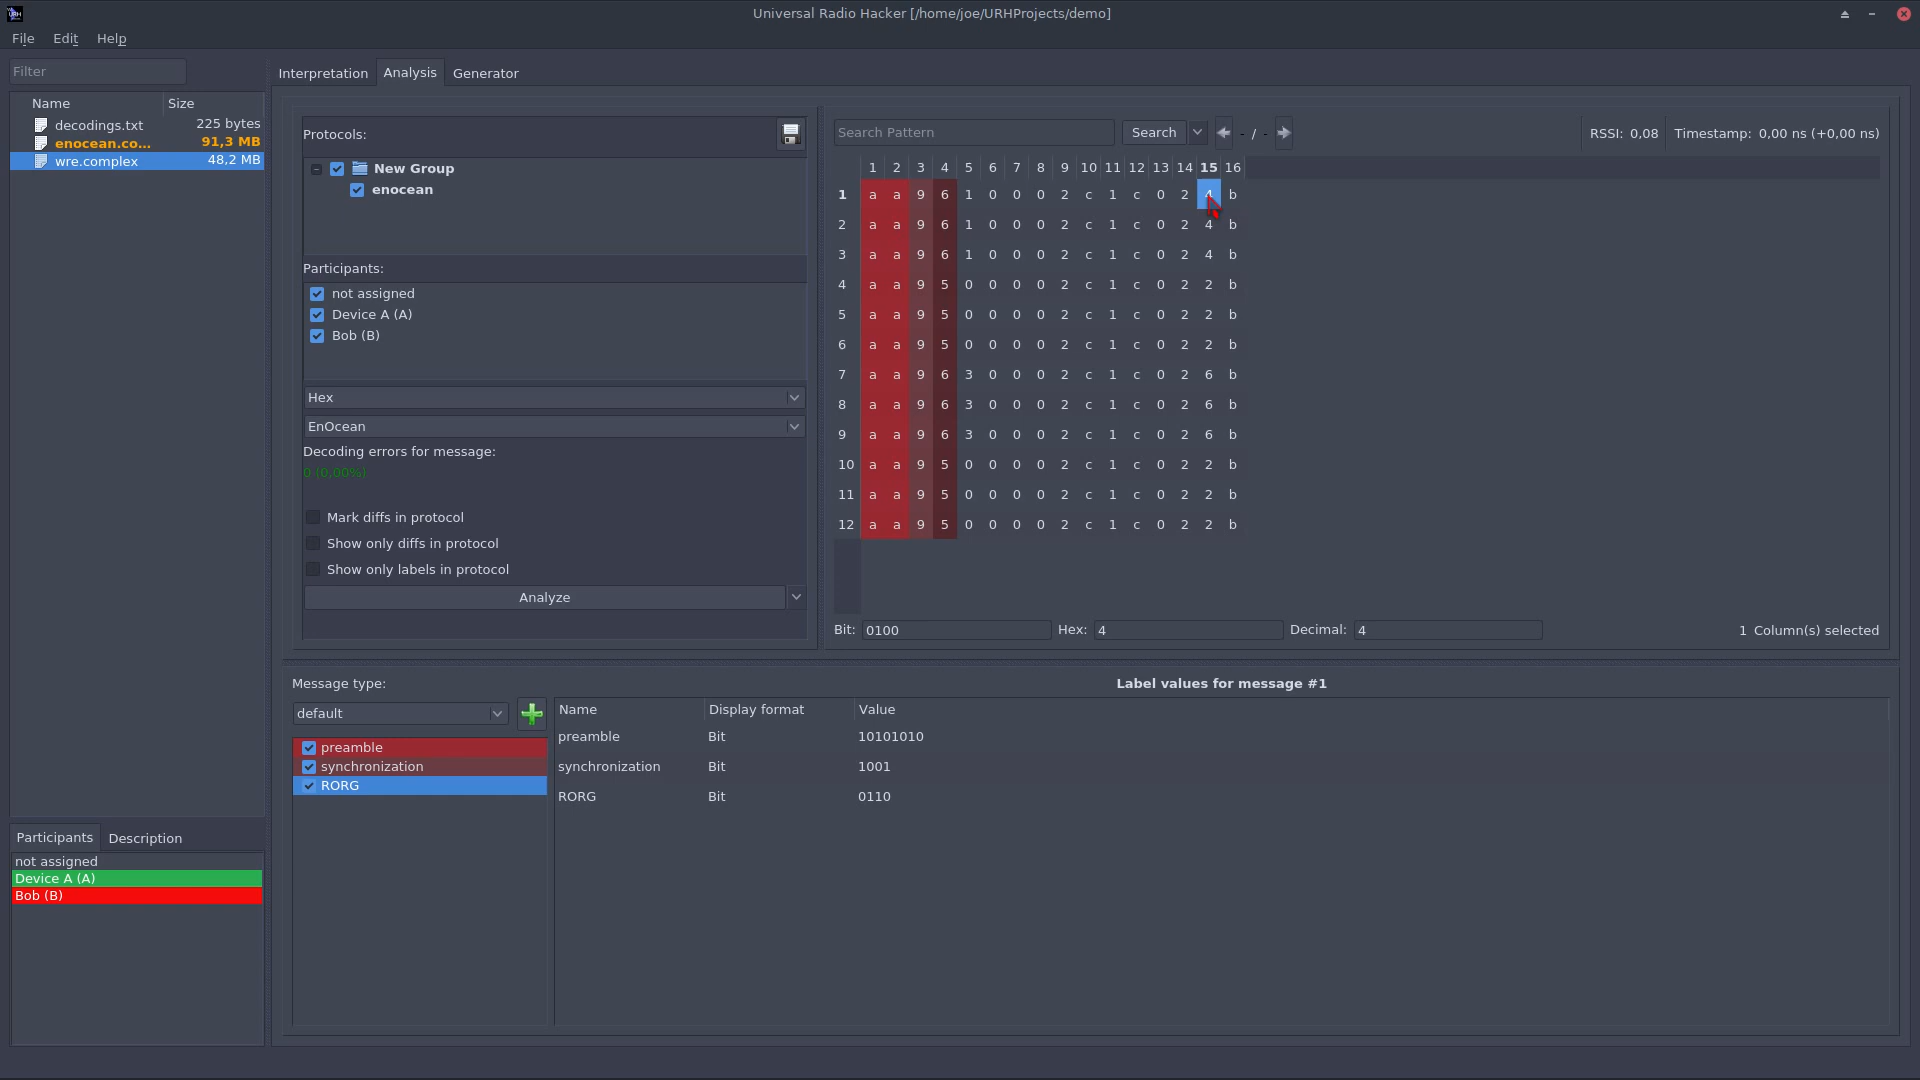 Universal Radio Hacker [/home/joe/URHProjects/demo]
File Edit Help
Filter
Name Size
decodings.txt 225 bytes
enocean.co... 91,3 MB
wre.complex 48,2 MB
Interpretation Analysis Generator
Protocols:
New Group
enocean
Participants:
not assigned
Device A (A)
Bob (B)
Hex
EnOcean
Decoding errors for message:
0 (0,00%)
Mark diffs in protocol
Show only diffs in protocol
Show only labels in protocol
Analyze
Search Pattern Search - / - RSSI: 0,08 Timestamp: 0,00 ns (+0,00 ns)
1 2 3 4 5 6 7 8 9 10 11 12 13 14 15 16
1 a a 9 6 1 0 0 0 2 c 1 c 0 2 4 b
2 a a 9 6 1 0 0 0 2 c 1 c 0 2 4 b
3 a a 9 6 1 0 0 0 2 c 1 c 0 2 4 b
4 a a 9 5 0 0 0 0 2 c 1 c 0 2 2 b
5 a a 9 5 0 0 0 0 2 c 1 c 0 2 2 b
6 a a 9 5 0 0 0 0 2 c 1 c 0 2 2 b
7 a a 9 6 3 0 0 0 2 c 1 c 0 2 6 b
8 a a 9 6 3 0 0 0 2 c 1 c 0 2 6 b
9 a a 9 6 3 0 0 0 2 c 1 c 0 2 6 b
10 a a 9 5 0 0 0 0 2 c 1 c 0 2 2 b
11 a a 9 5 0 0 0 0 2 c 1 c 0 2 2 b
12 a a 9 5 0 0 0 0 2 c 1 c 0 2 2 b
Bit: 0100 Hex: 4 Decimal: 4 1 Column(s) selected
Message type:
default
preamble
synchronization
RORG
Label values for message #1
Name Display format Value
preamble Bit 10101010
synchronization Bit 1001
RORG Bit 0110
Participants Description
not assigned
Device A (A)
Bob (B)